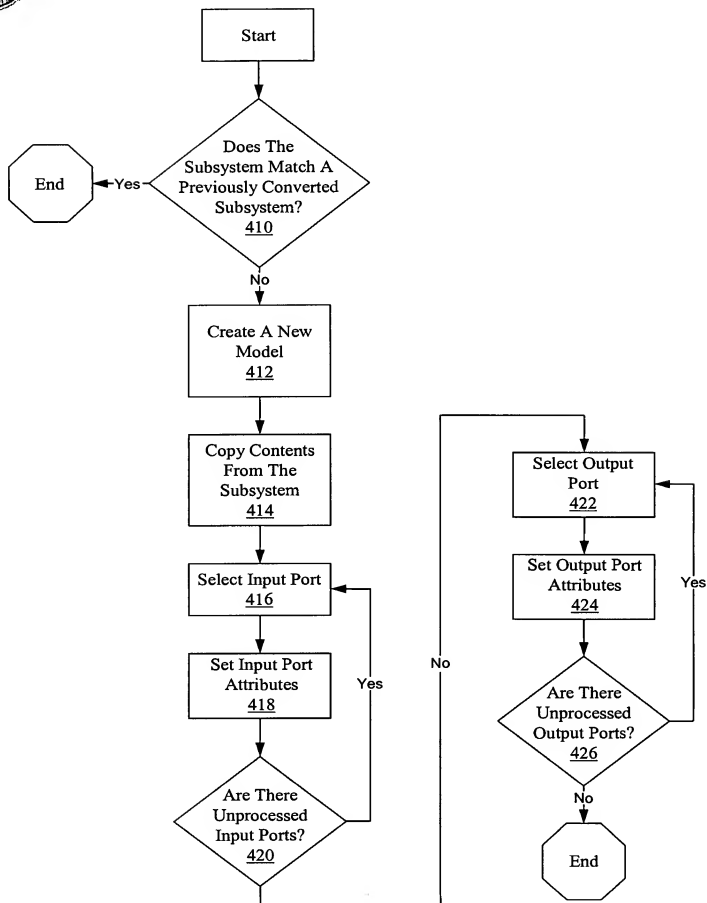 Start
Does The
Subsystem Match A
Previously Converted
Subsystem?
410
Yes
End
No
Create A New
Model
412
Copy Contents
From The
Subsystem
414
Select Input Port
416
Set Input Port
Attributes
418
Yes
Are There
Unprocessed
Input Ports?
420
No
Select Output
Port
422
Set Output Port
Attributes
424
Yes
Are There
Unprocessed
Output Ports?
426
No
End